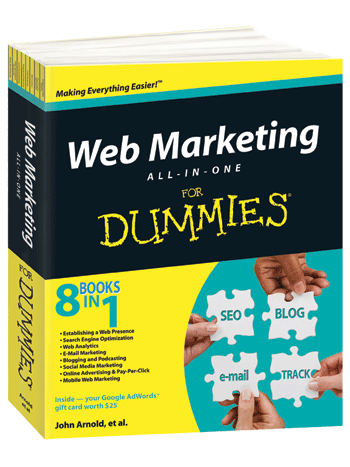 Making Everything Easier!™
Web Marketing
ALL-IN-ONE
FOR
DUMMIES®
8 BOOKS
IN 1
• Establishing a Web Presence
• Search Engine Optimization
• Web Analytics
• E-Mail Marketing
• Blogging and Podcasting
• Social Media Marketing
• Online Advertising & Pay-Per-Click
• Mobile Web Marketing
Inside — your Google AdWords™
gift card worth $25
John Arnold, et al.
SEO
BLOG
e-mail
TRACK
Web Marketing
ALL-IN-ONE
FOR
DUMMIES
Arnold
et al.